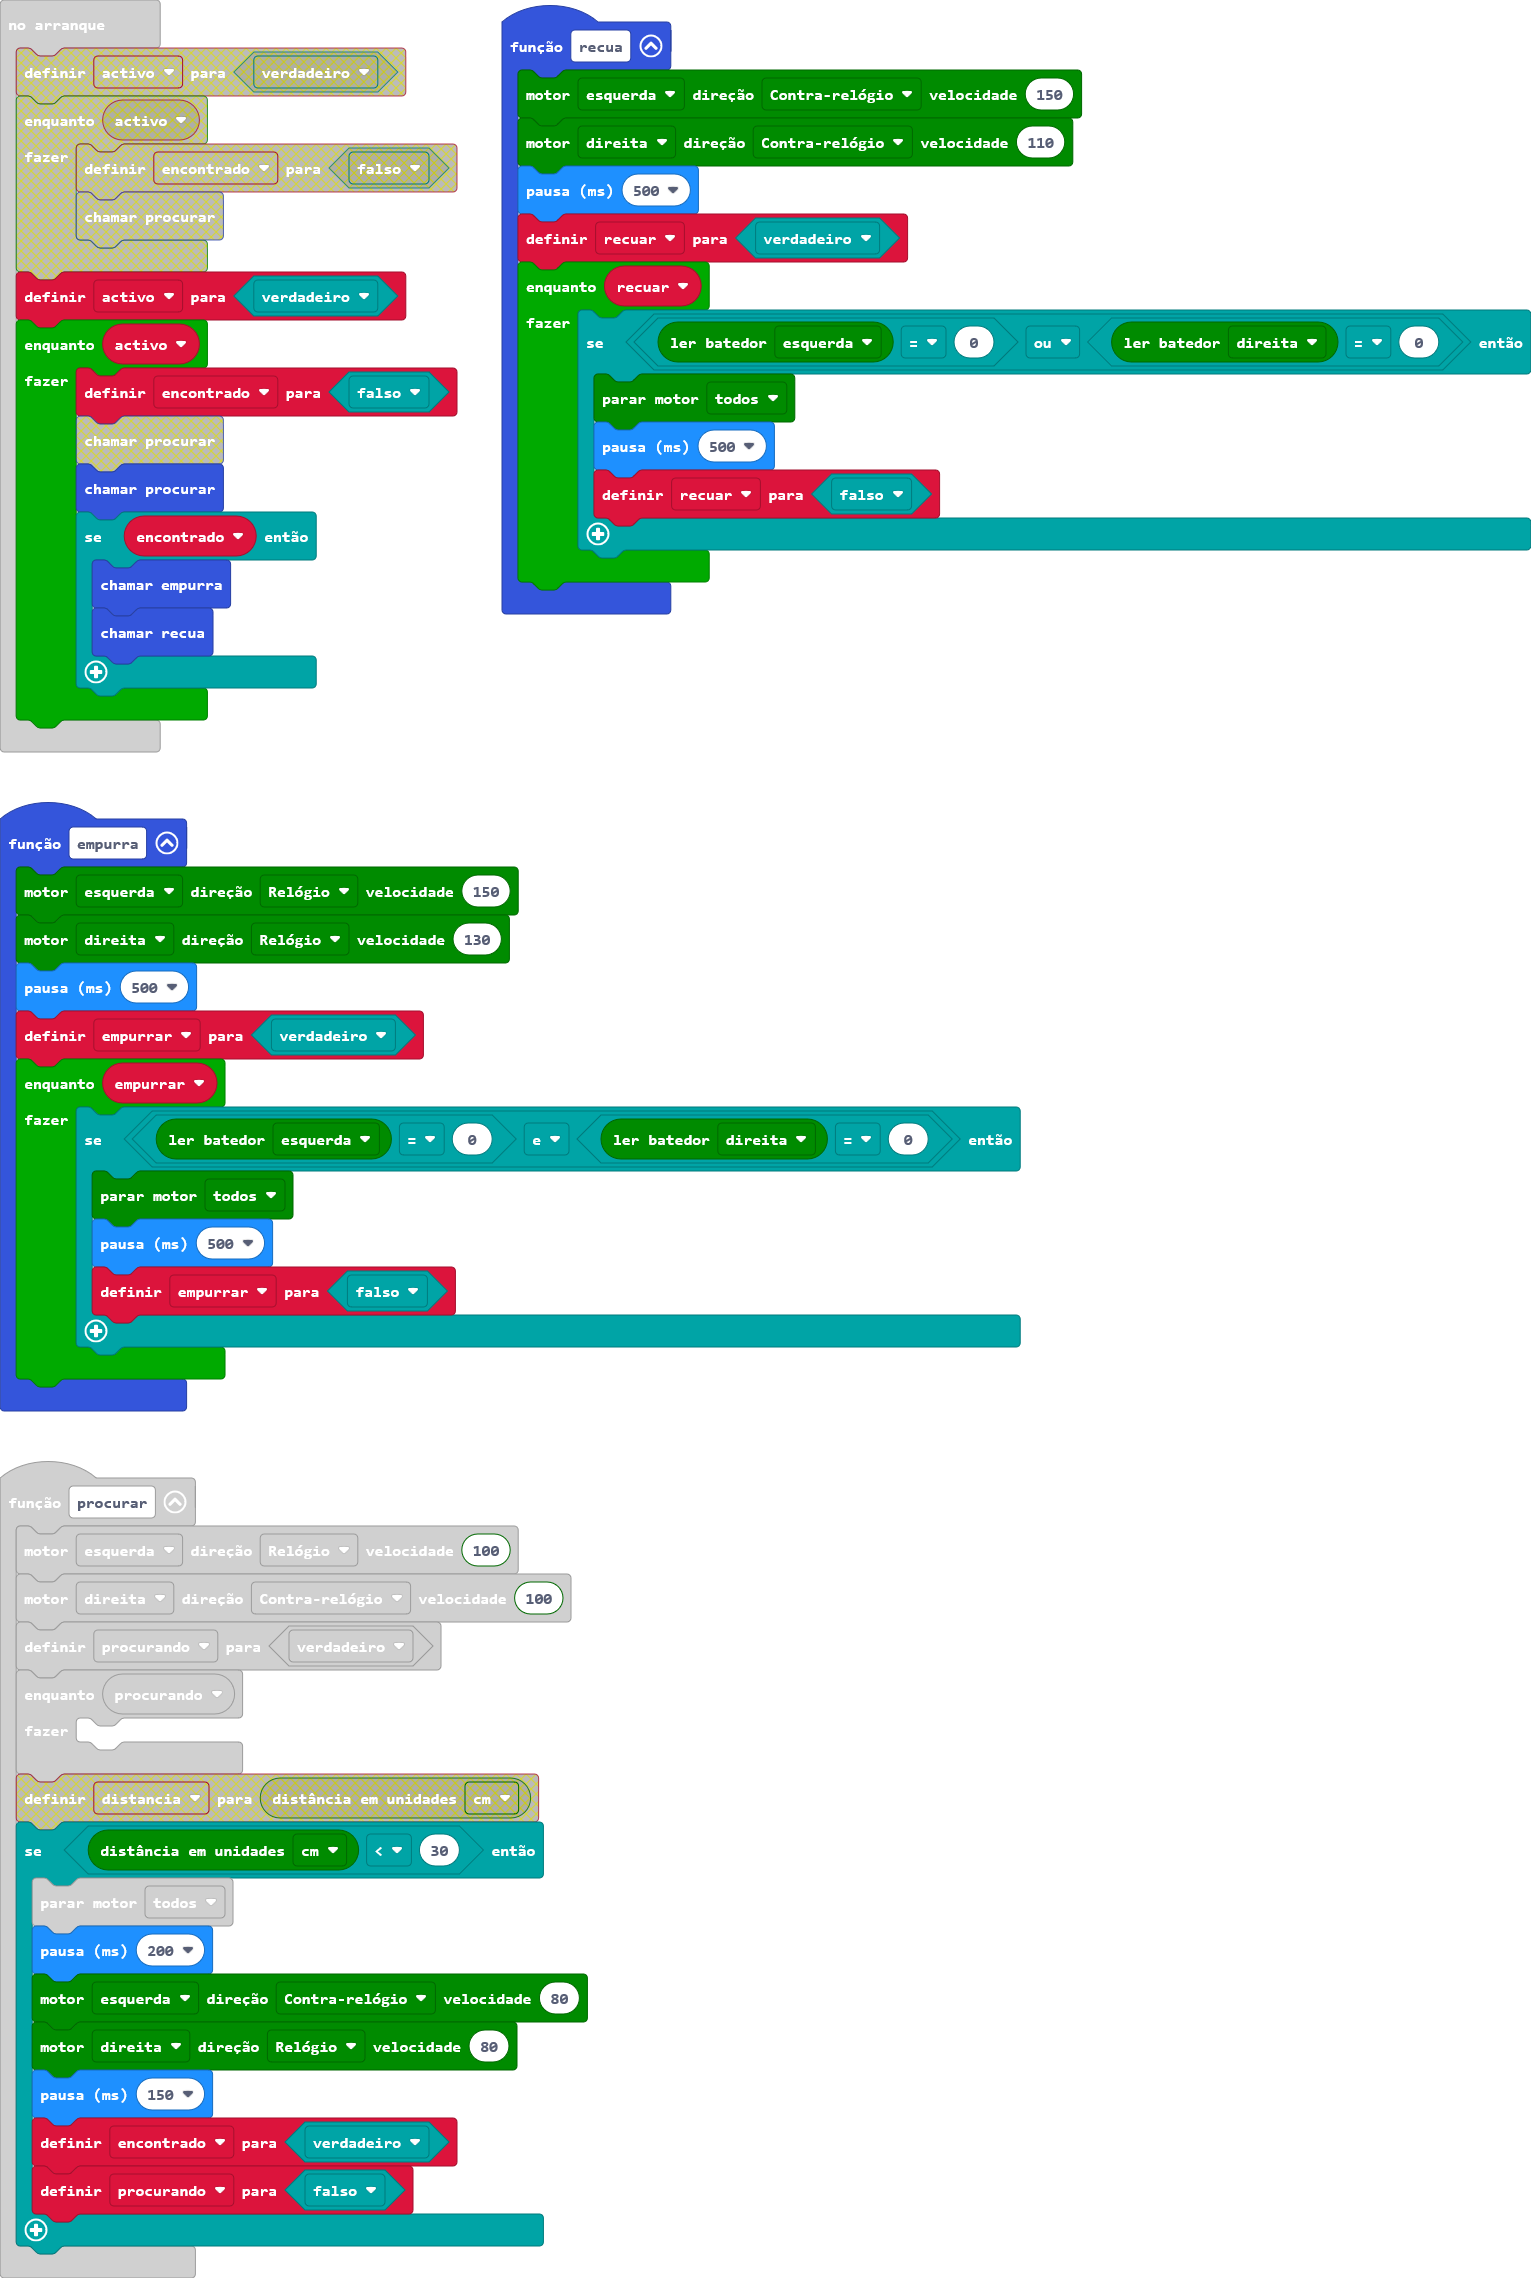 no arranque
definir activo para verdadeiro
enquanto activo
fazer definir encontrado para falso
chamar procurar
definir activo para verdadeiro
enquanto activo
fazer definir encontrado para falso
chamar procurar
chamar procurar
se encontrado então
chamar empurra
chamar recua
função recua
motor esquerda direção Contra-relógio velocidade 150
motor direita direção Contra-relógio velocidade 110
pausa (ms) 500
definir recuar para verdadeiro
enquanto recuar
fazer se ler batedor esquerda = 0 ou ler batedor direita = 0 então
parar motor todos
pausa (ms) 500
definir recuar para falso
função empurra
motor esquerda direção Relógio velocidade 150
motor direita direção Relógio velocidade 130
pausa (ms) 500
definir empurrar para verdadeiro
enquanto empurrar
fazer se ler batedor esquerda = 0 e ler batedor direita = 0 então
parar motor todos
pausa (ms) 500
definir empurrar para falso
função procurar
motor esquerda direção Relógio velocidade 100
motor direita direção Contra-relógio velocidade 100
definir procurando para verdadeiro
enquanto procurando
fazer
definir distancia para distância em unidades cm
se distância em unidades cm < 30 então
parar motor todos
pausa (ms) 200
motor esquerda direção Contra-relógio velocidade 80
motor direita direção Relógio velocidade 80
pausa (ms) 150
definir encontrado para verdadeiro
definir procurando para falso